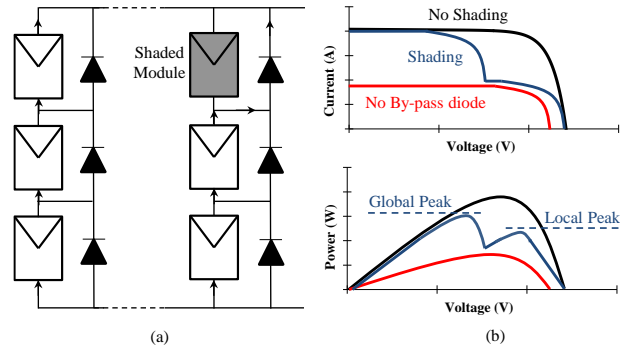 Shaded
Module
(a)
No Shading
Shading
No By-pass diode
Current (A)
Voltage (V)
Global Peak
Local Peak
Power (W)
Voltage (V)
(b)